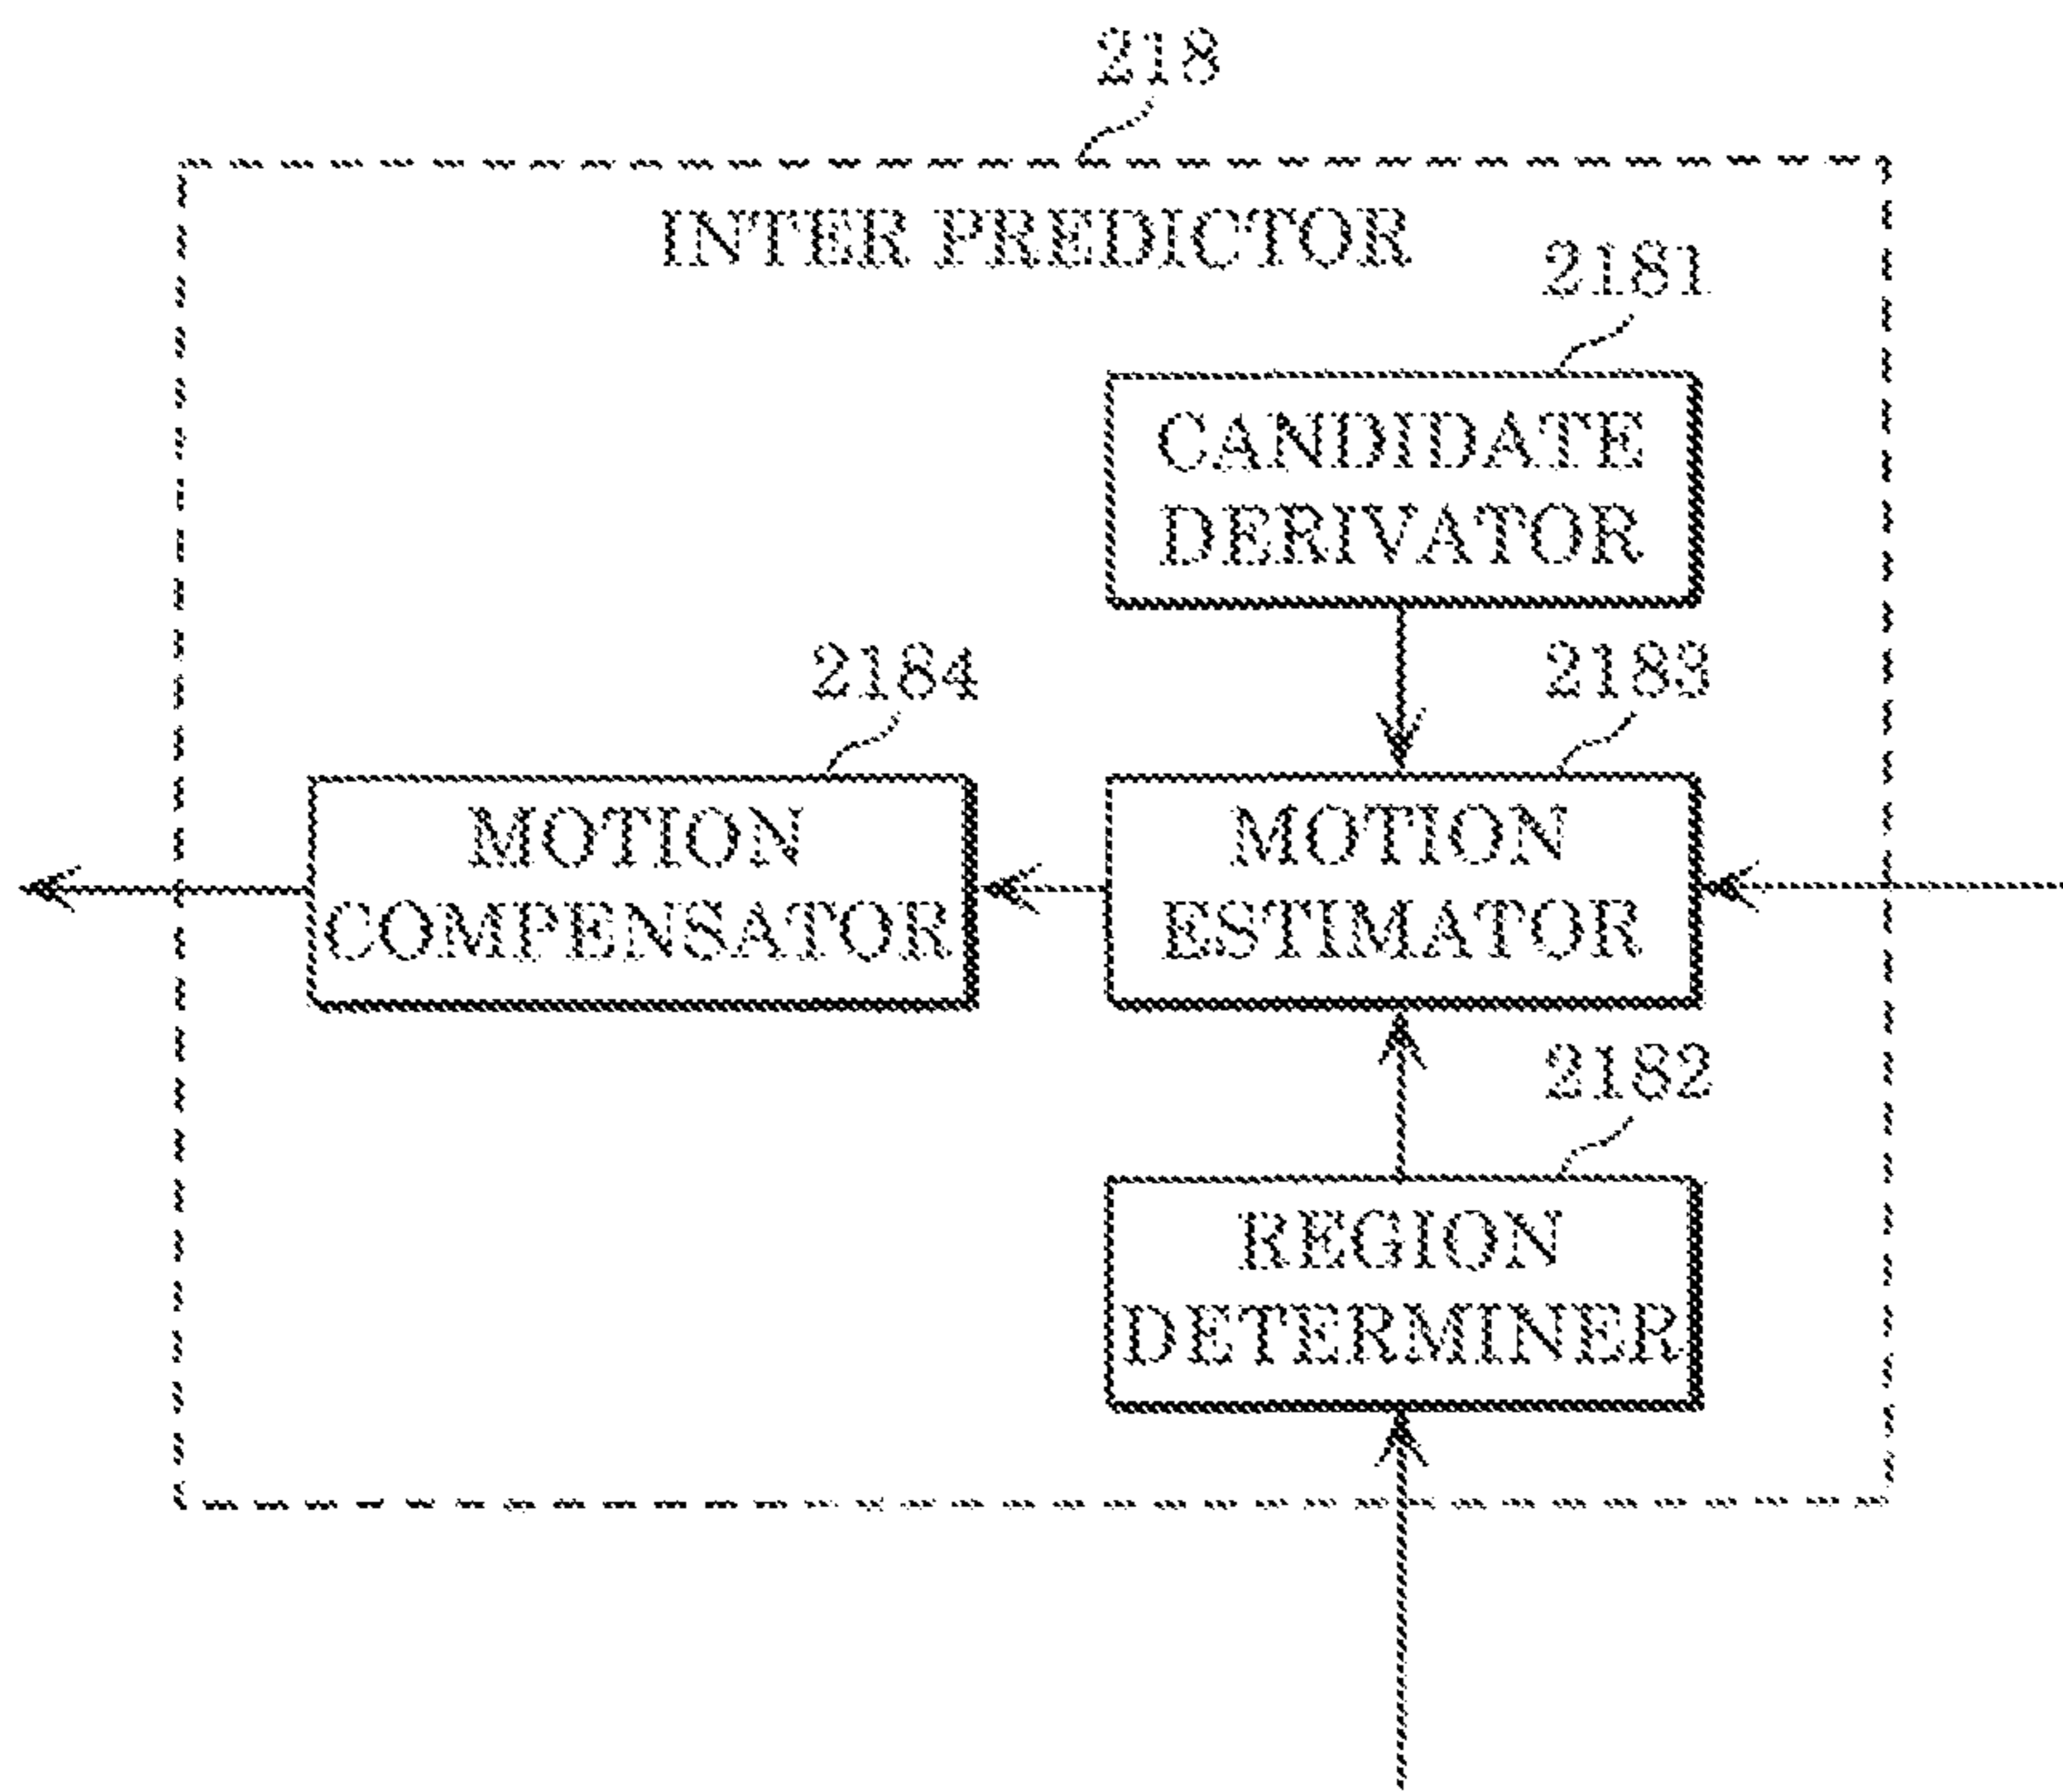 218
INTER PREDICTOR
2181
CANDIDATE
DERIVATOR
2184
2183
MOTION
COMPENSATOR
MOTION
ESTIMATOR
2182
REGION
DETERMINER